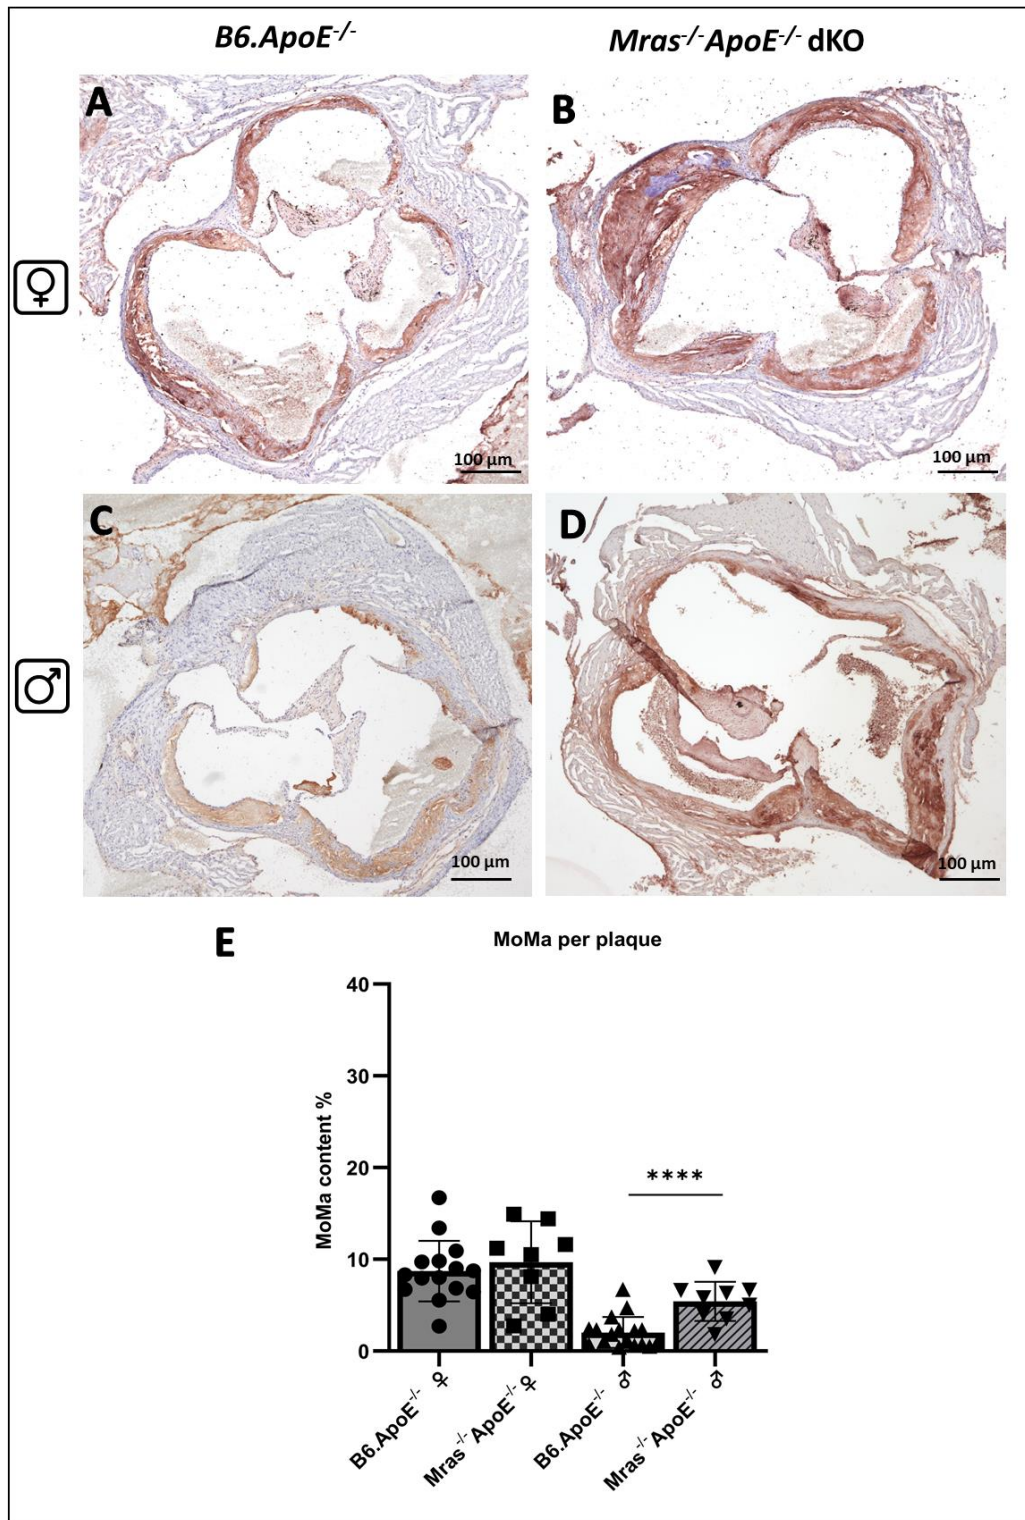 B6.ApoE-/-
Mras-/-ApoE-/- dKO
A
B
♀
100 µm
100 µm
C
D
♂
100 µm
100 µm
E
MoMa per plaque
MoMa content %
40
30
20
10
0
****
B6.ApoE-/- ♀
Mras-/-ApoE-/- ♀
B6.ApoE-/- ♂
Mras-/-ApoE-/- ♂